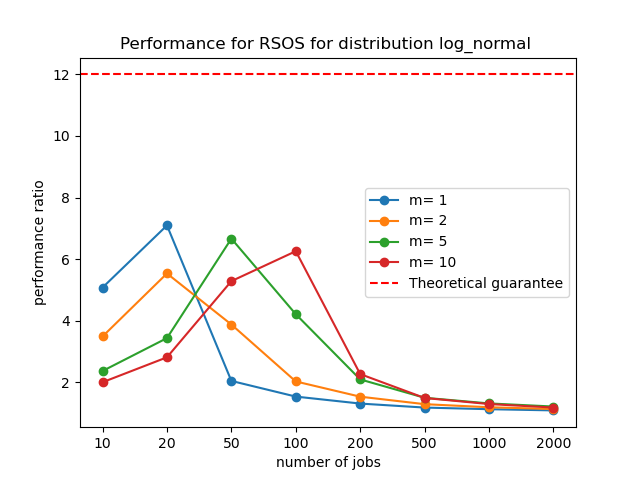 Performance for RSOS for distribution log_normal
12
10
8
6
4
2
performance ratio
m= 1
m= 2
m= 5
m= 10
Theoretical guarantee
10 20 50 100 200 500 1000 2000
number of jobs